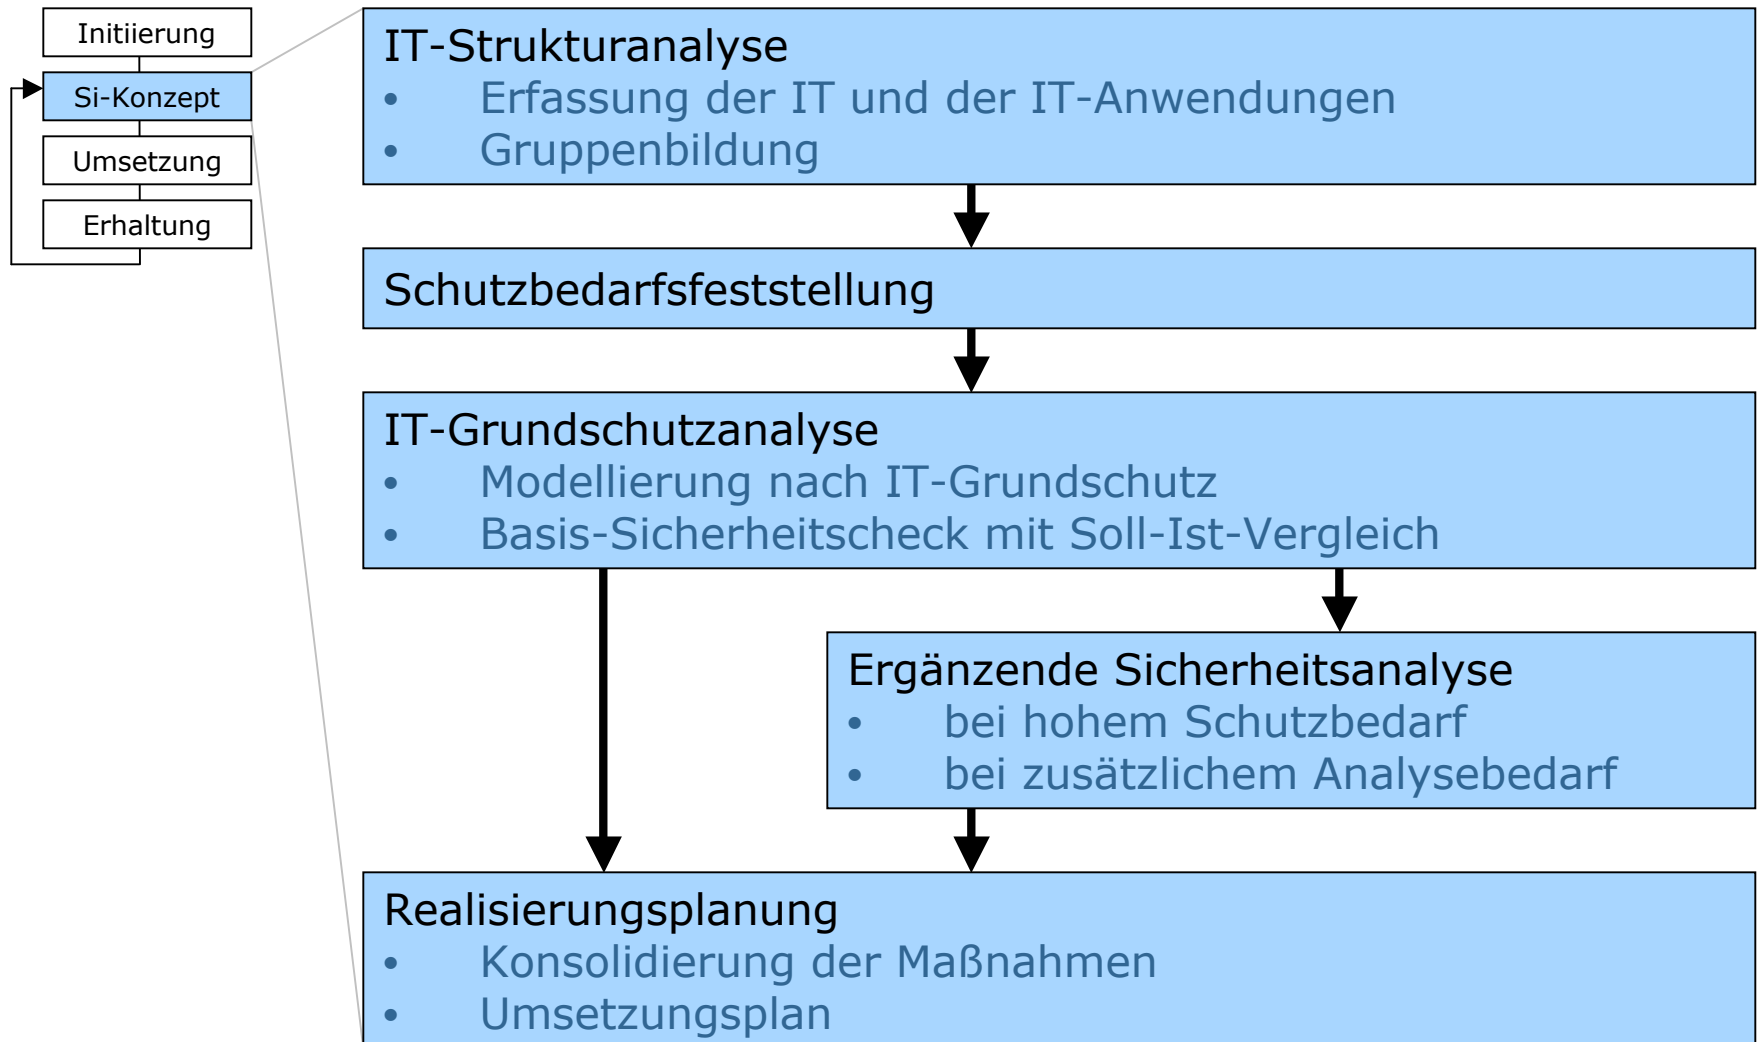 Initiierung
Si-Konzept
Umsetzung
Erhaltung
IT-Strukturanalyse
• Erfassung der IT und der IT-Anwendungen
• Gruppenbildung
Schutzbedarfsfeststellung
IT-Grundschutzanalyse
• Modellierung nach IT-Grundschutz
• Basis-Sicherheitscheck mit Soll-Ist-Vergleich
Ergänzende Sicherheitsanalyse
• bei hohem Schutzbedarf
• bei zusätzlichem Analysebedarf
Realisierungsplanung
• Konsolidierung der Maßnahmen
• Umsetzungsplan